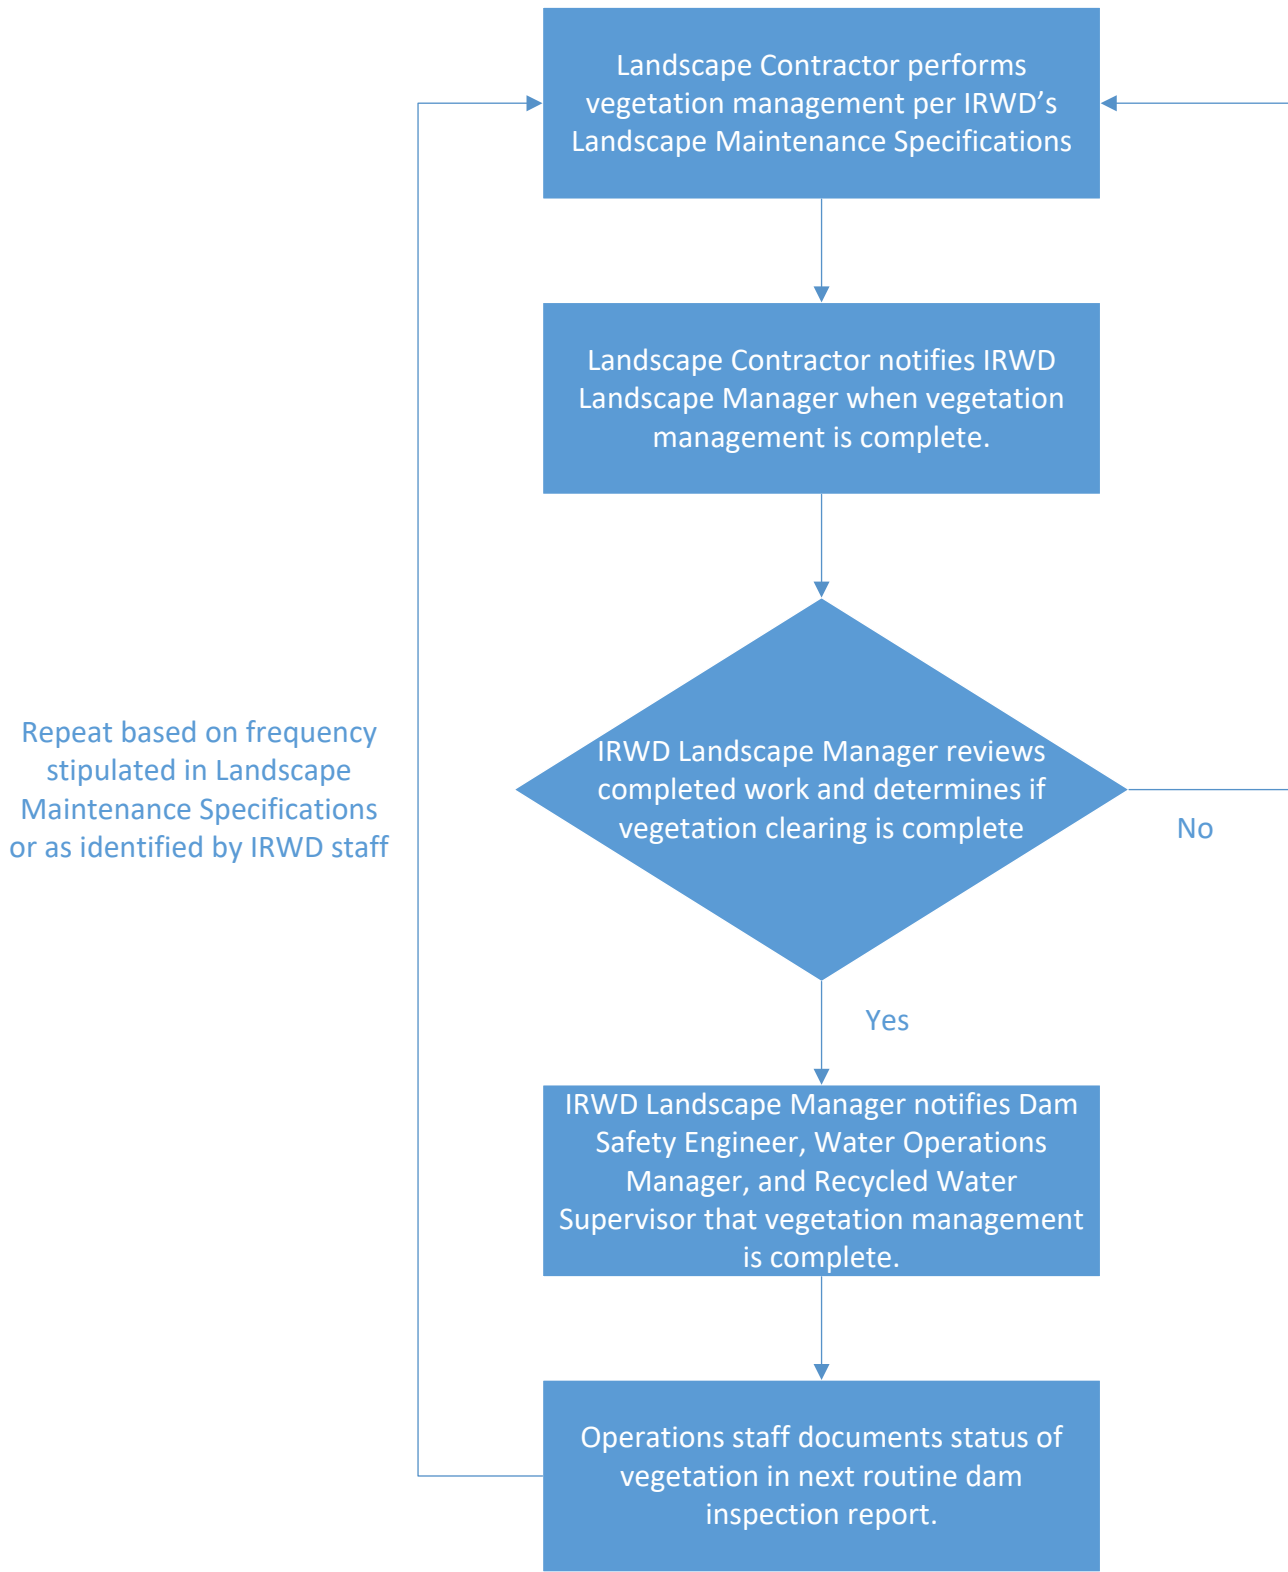 Landscape Contractor performs
vegetation management per IRWD’s
Landscape Maintenance Specifications
Landscape Contractor notifies IRWD
Landscape Manager when vegetation
management is complete.
IRWD Landscape Manager reviews
completed work and determines if
vegetation clearing is complete
No
Repeat based on frequency
stipulated in Landscape
Maintenance Specifications
or as identified by IRWD staff
Yes
IRWD Landscape Manager notifies Dam
Safety Engineer, Water Operations
Manager, and Recycled Water
Supervisor that vegetation management
is complete.
Operations staff documents status of
vegetation in next routine dam
inspection report.